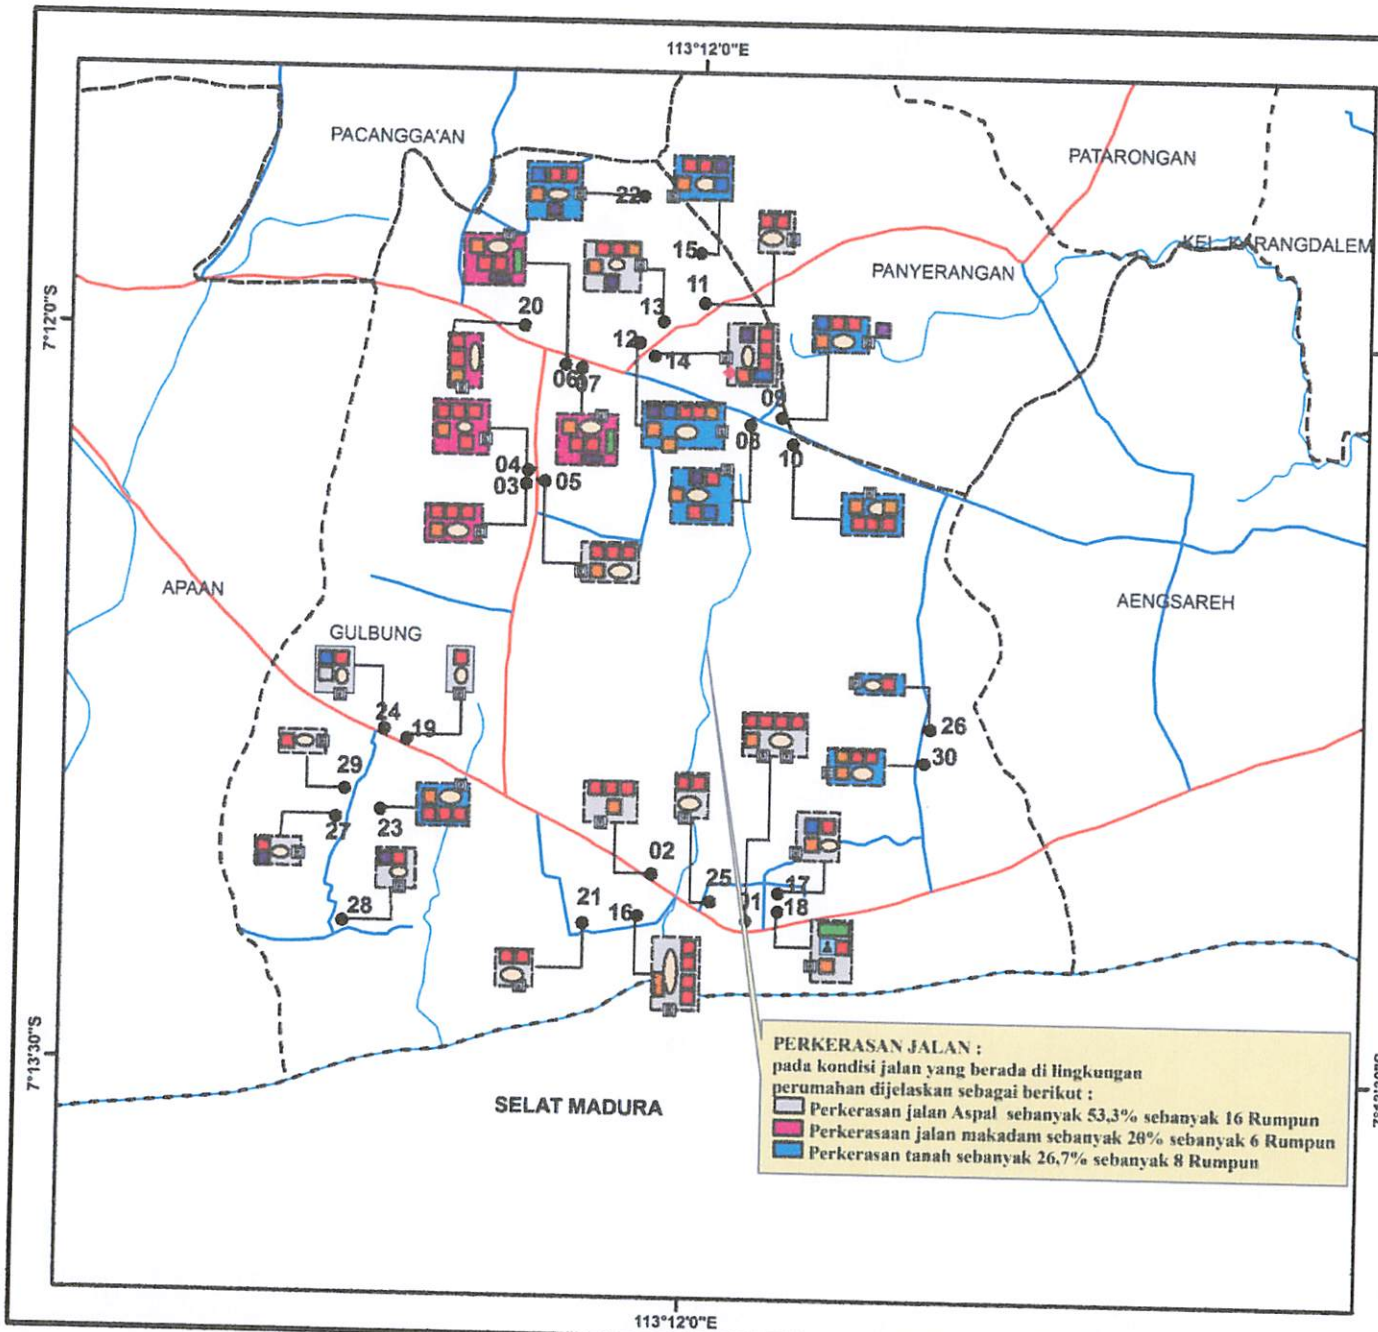 113°12'0"E
PACANGGA'AN
PATARONGAN
22
15
KEL. KARANGDALEM
PANYERANGAN
11
7°12'0"S
20
13
12
14
06
07
09
08
10
04
03
05
APAAN
AENGSAREH
GULBUNG
24
19
26
30
29
27
23
02
25
01
17
18
28
21
16
PERKERASAN JALAN :
pada kondisi jalan yang berada di lingkungan
perumahan dijelaskan sebagai berikut :
Perkerasan jalan Aspal sebanyak 53,3% sebanyak 16 Rumpun
Perkerasaan jalan makadam sebanyak 20% sebanyak 6 Rumpun
Perkerasan tanah sebanyak 26,7% sebanyak 8 Rumpun
7°13'30"S
SELAT MADURA
113°12'0"E